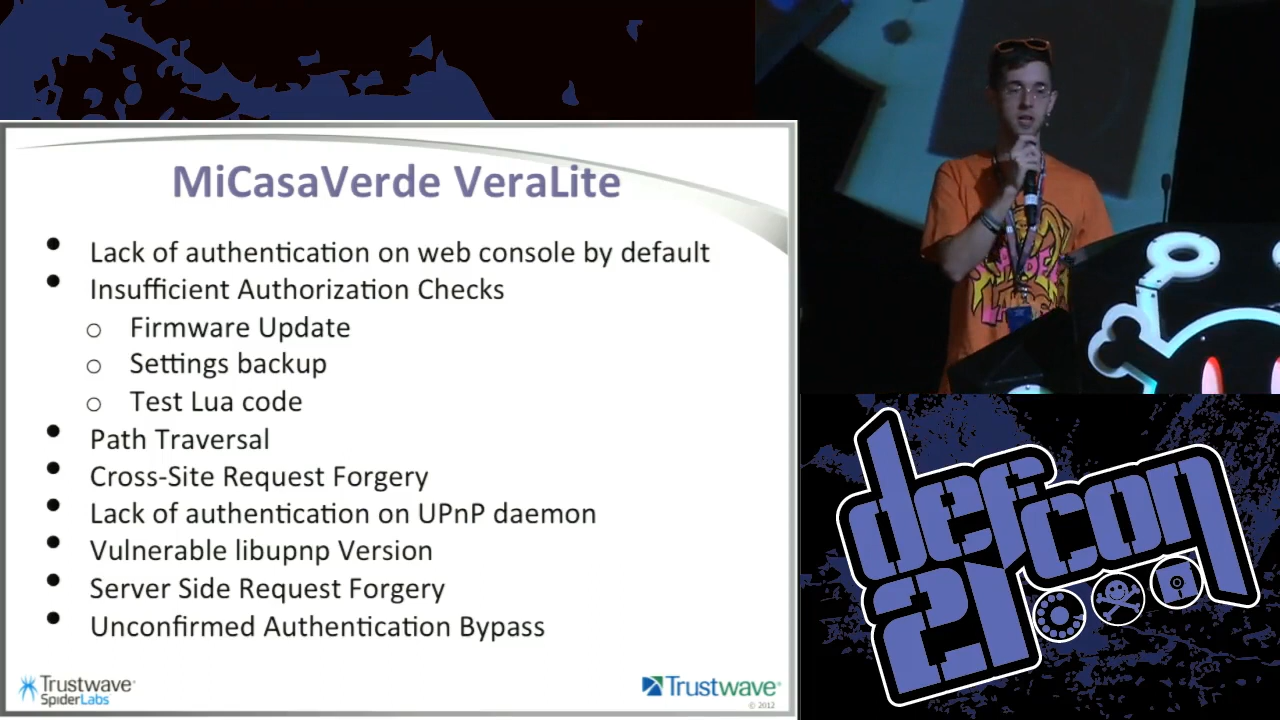 MiCasaVerde VeraLite
• Lack of authentication on web console by default
• Insufficient Authorization Checks
o Firmware Update
o Settings backup
o Test Lua code
• Path Traversal
• Cross-Site Request Forgery
• Lack of authentication on UPnP daemon
• Vulnerable libupnp Version
• Server Side Request Forgery
• Unconfirmed Authentication Bypass
Trustwave®
SpiderLabs
Trustwave®
© 2012
defcon
21